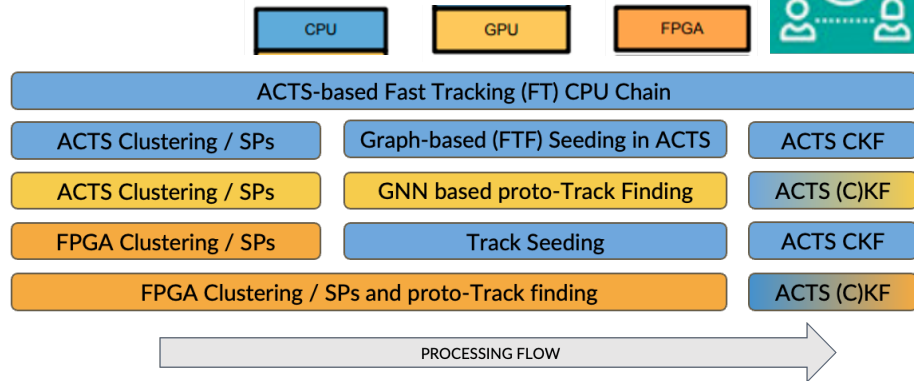 CPU
GPU
FPGA
ACTS-based Fast Tracking (FT) CPU Chain
ACTS Clustering / SPs
Graph-based (FTF) Seeding in ACTS
ACTS CKF
ACTS Clustering / SPs
GNN based proto-Track Finding
ACTS (C)KF
FPGA Clustering / SPs
Track Seeding
ACTS CKF
FPGA Clustering / SPs and proto-Track finding
ACTS (C)KF
PROCESSING FLOW